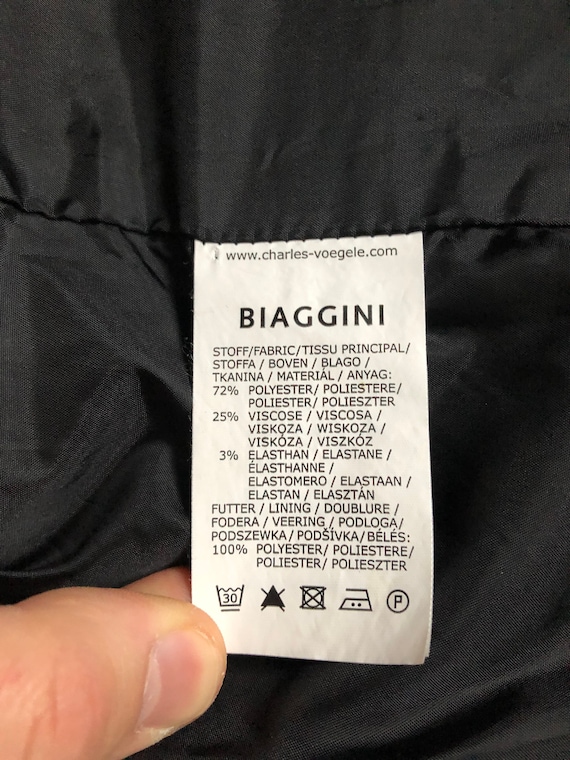 www.charles-voegele.com
BIAGGINI
STOFF/FABRIC/TISSU PRINCIPAL/
STOFFA / BOVEN / BLAGO /
TKANINA / MATERIÁL / ANYAG:
72% POLYESTER/ POLIESTERE/
POLIESTER/ POLIESZTER
25% VISCOSE / VISCOSA /
VISKOZA / WISKOZA /
VISKÓZA / VISZKÓZ
3% ELASTHAN / ELASTANE /
ÉLASTHANNE /
ELASTOMERO / ELASTAAN /
ELASTAN / ELASZTÁN
FUTTER / LINING / DOUBLURE /
FODERA / VEERING / PODLOGA/
PODSZEWKA / PODŠÍVKA/ BÉLÉS:
100% POLYESTER/ POLIESTERE/
POLIESTER/ POLIESZTER
30 P